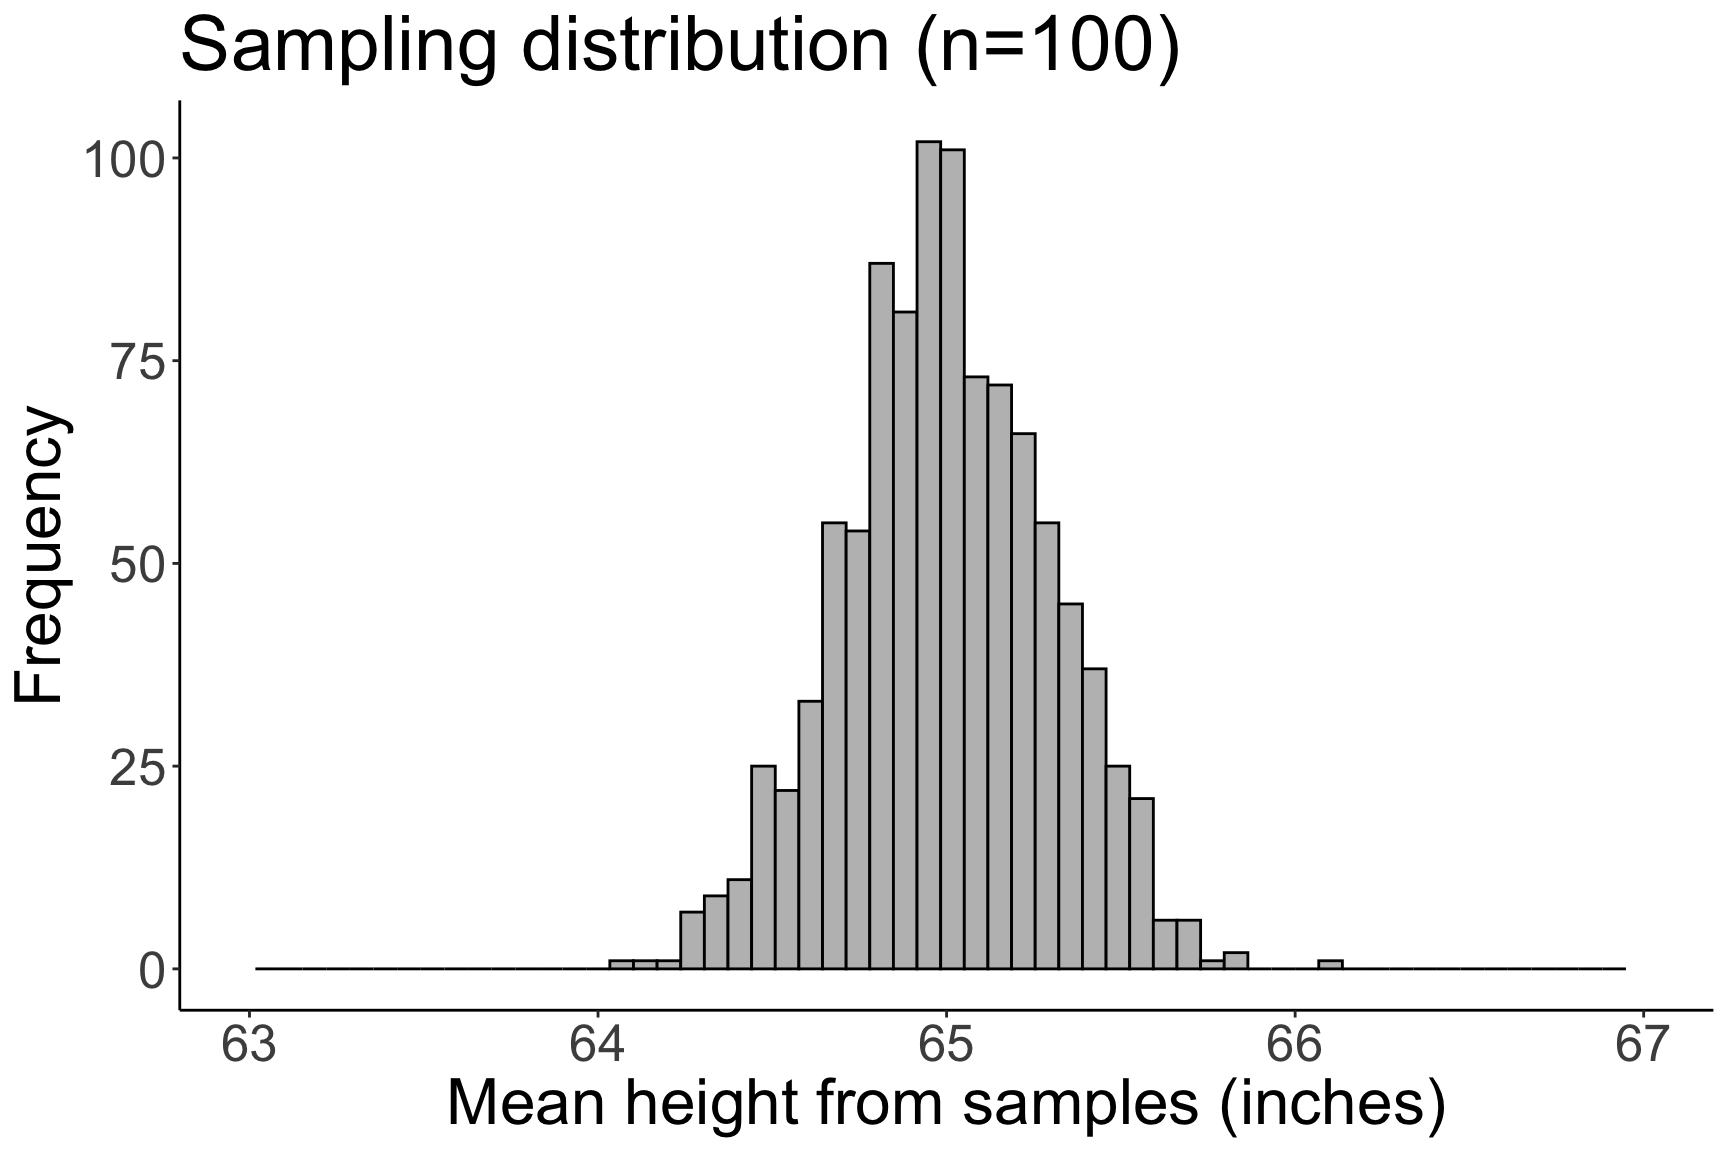 Sampling distribution (n=100)
100
75
50
25
0
Frequency
63 64 65 66 67
Mean height from samples (inches)